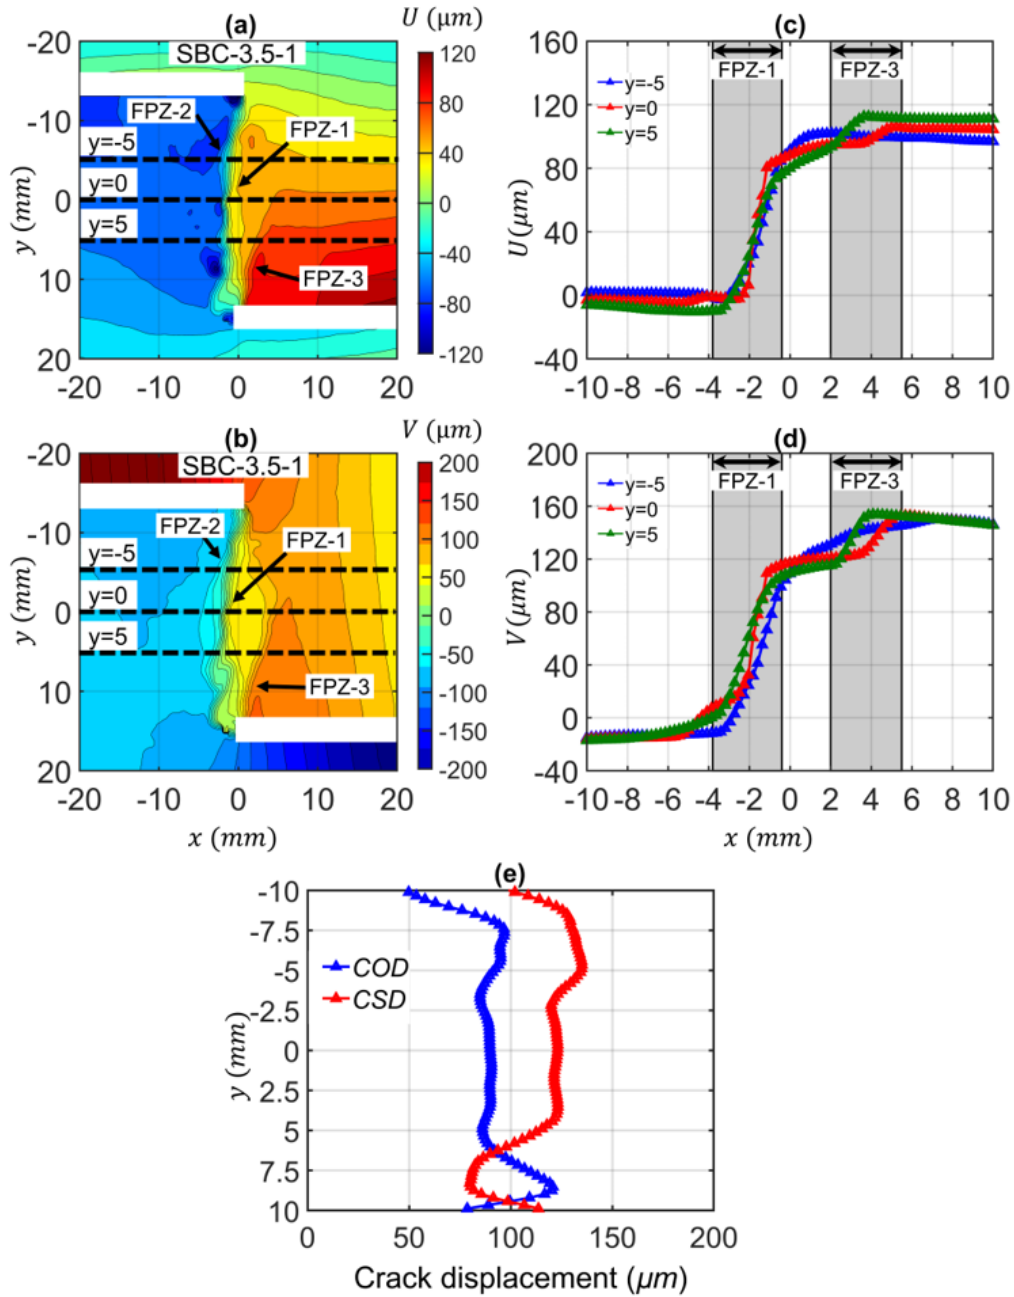 (a)
U (μm)
SBC-3.5-1
FPZ-2
FPZ-1
y=-5
y=0
y=5
FPZ-3
-20
-10
0
10
20
y (mm)
-20 -10 0 10 20
120
80
40
0
-40
-80
-120
(c)
FPZ-1
FPZ-3
y=-5
y=0
y=5
160
120
80
40
0
-40
U(μm)
-10 -8 -6 -4 -2 0 2 4 6 8 10
(b)
V (μm)
SBC-3.5-1
FPZ-2
FPZ-1
y=-5
y=0
y=5
FPZ-3
-20
-10
0
10
20
y (mm)
-20 -10 0 10 20
x (mm)
200
150
100
50
0
-50
-100
-150
-200
(d)
FPZ-1
FPZ-3
y=-5
y=0
y=5
200
160
120
80
40
0
-40
V(μm)
-10 -8 -6 -4 -2 0 2 4 6 8 10
x (mm)
(e)
COD
CSD
-10
-7.5
-5
-2.5
0
2.5
5
7.5
10
y (mm)
0 50 100 150 200
Crack displacement (μm)